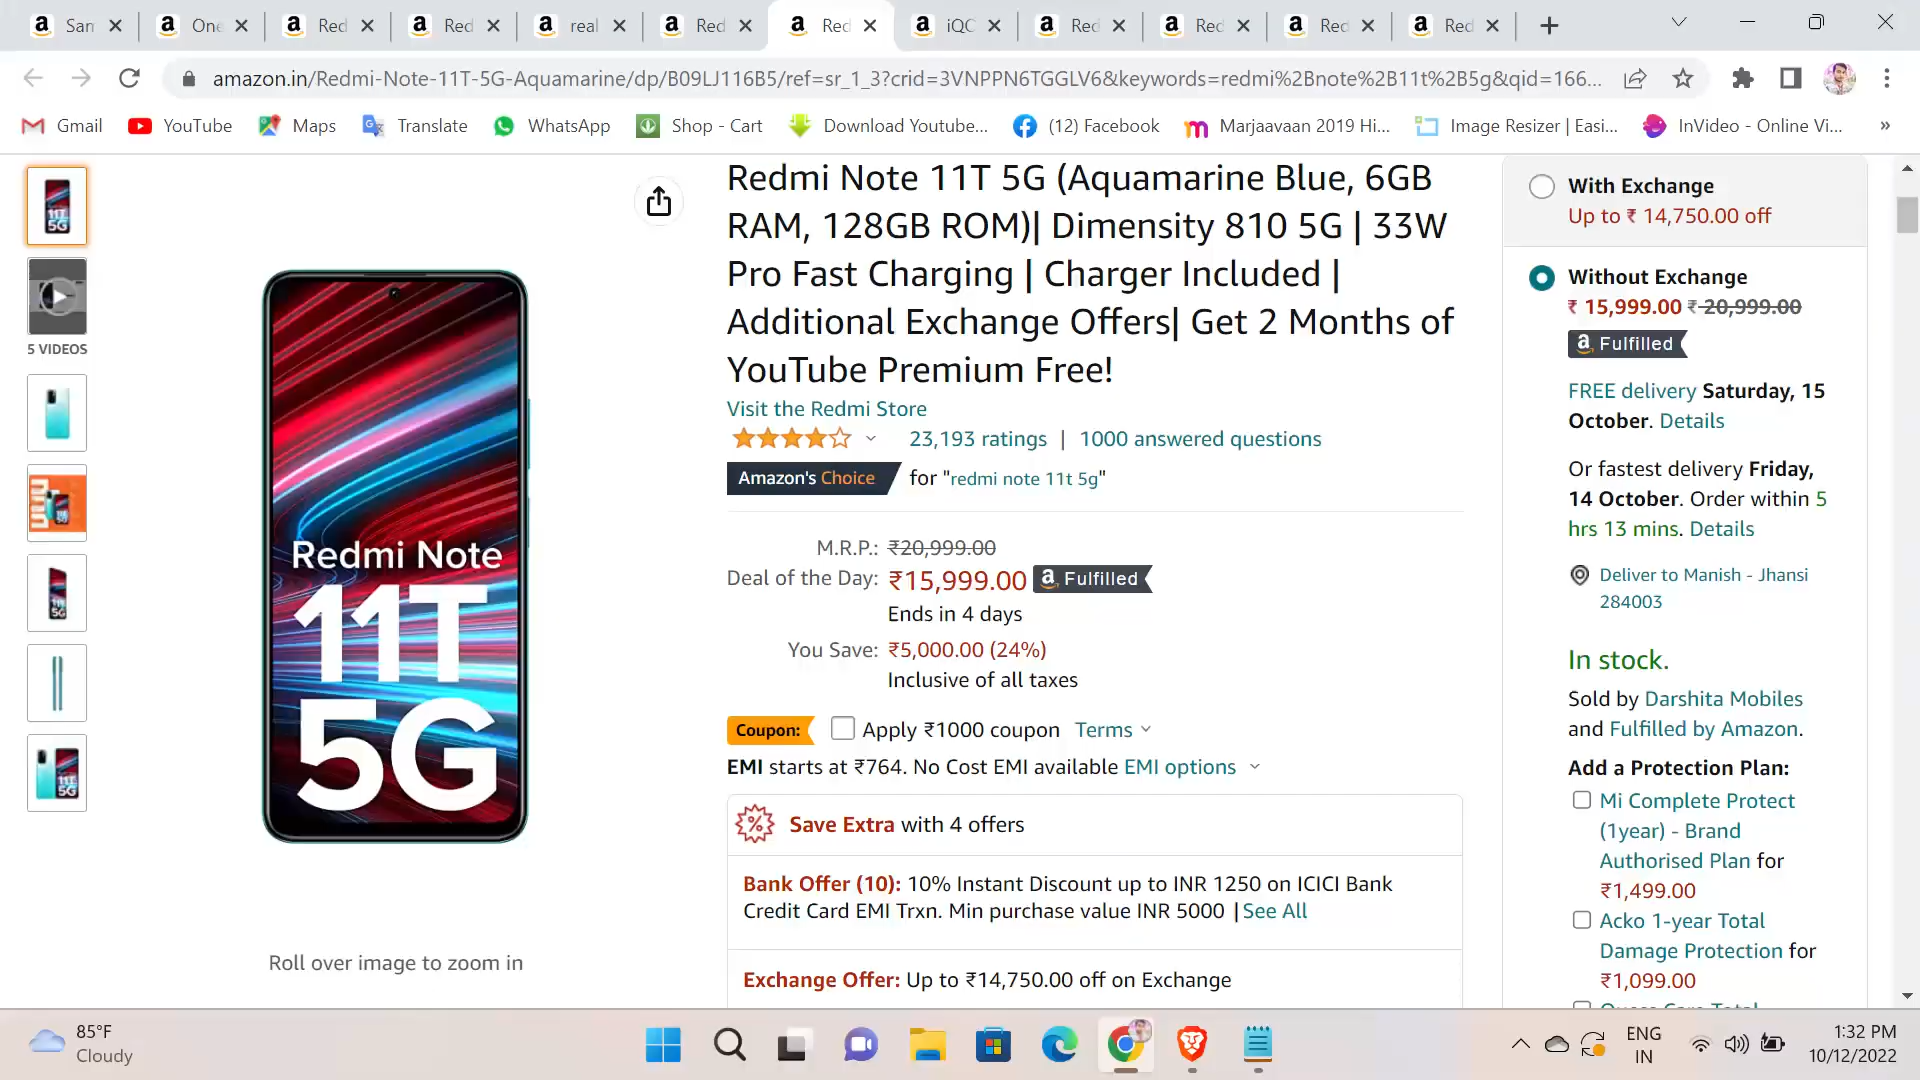 San
One
Red
Red
real
Red
Red
iQC
Red
Red
Red
Red
amazon.in/Redmi-Note-11T-5G-Aquamarine/dp/B09LJ116B5/ref=sr_1_3?crid=3VNPPN6TGGLV6&keywords=redmi%2Bnote%2B11t%2B5g&qid=166...
Gmail
YouTube
Maps
Translate
WhatsApp
Shop - Cart
Download Youtube...
(12) Facebook
Marjaavaan 2019 Hi...
Image Resizer | Easi...
InVideo - Online Vi...
»
5 VIDEOS
Redmi Note
11T
5G
Roll over image to zoom in
Redmi Note 11T 5G (Aquamarine Blue, 6GB
RAM, 128GB ROM)| Dimensity 810 5G | 33W
Pro Fast Charging | Charger Included |
Additional Exchange Offers| Get 2 Months of
YouTube Premium Free!
Visit the Redmi Store
23,193 ratings | 1000 answered questions
Amazon's Choice for "redmi note 11t 5g"
M.R.P.: ₹20,999.00
Deal of the Day: ₹15,999.00 a Fulfilled
Ends in 4 days
You Save: ₹5,000.00 (24%)
Inclusive of all taxes
Coupon: Apply ₹1000 coupon Terms
EMI starts at ₹764. No Cost EMI available EMI options
Save Extra with 4 offers
Bank Offer (10): 10% Instant Discount up to INR 1250 on ICICI Bank
Credit Card EMI Trxn. Min purchase value INR 5000 | See All
Exchange Offer: Up to ₹14,750.00 off on Exchange
With Exchange
Up to ₹ 14,750.00 off
Without Exchange
₹ 15,999.00 ₹ 20,999.00
a Fulfilled
FREE delivery Saturday, 15
October. Details
Or fastest delivery Friday,
14 October. Order within 5
hrs 13 mins. Details
Deliver to Manish - Jhansi
284003
In stock.
Sold by Darshita Mobiles
and Fulfilled by Amazon.
Add a Protection Plan:
Mi Complete Protect
(1year) - Brand
Authorised Plan for
₹1,499.00
Acko 1-year Total
Damage Protection for
₹1,099.00
85°F
Cloudy
ENG
IN
1:32 PM
10/12/2022